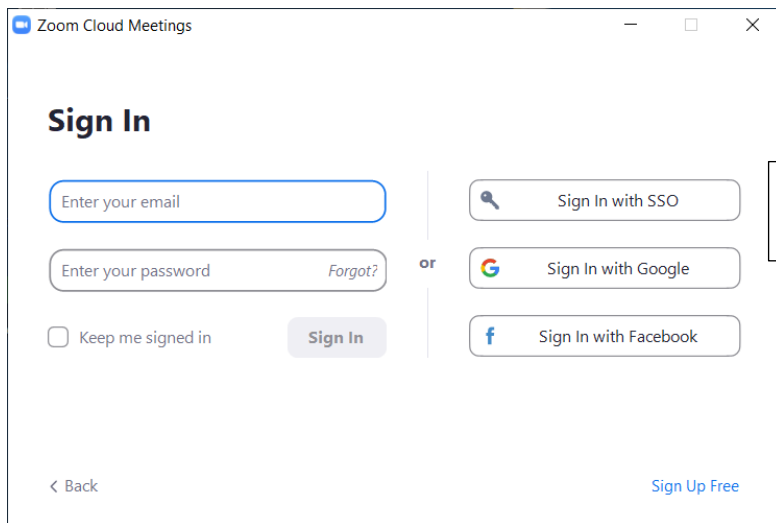 Zoom Cloud Meetings
Sign In
Enter your email
Enter your password Forgot?
Keep me signed in Sign In
or
Sign In with SSO
Sign In with Google
Sign In with Facebook
Back
Sign Up Free